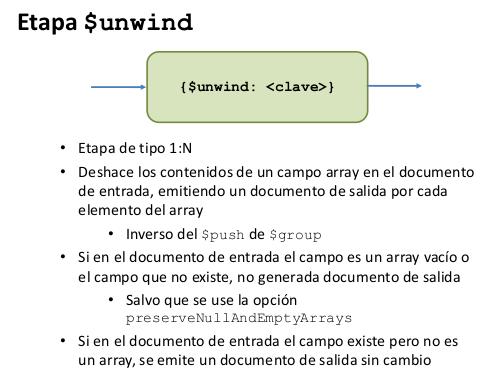 Etapa $unwind
{$unwind: <clave>}
• Etapa de tipo 1:N
• Deshace los contenidos de un campo array en el documento
de entrada, emitiendo un documento de salida por cada
elemento del array
• Inverso del $push de $group
• Si en el documento de entrada el campo es un array vacío o
el campo que no existe, no generada documento de salida
• Salvo que se use la opción
preserveNullAndEmptyArrays
• Si en el documento de entrada el campo existe pero no es
un array, se emite un documento de salida sin cambio